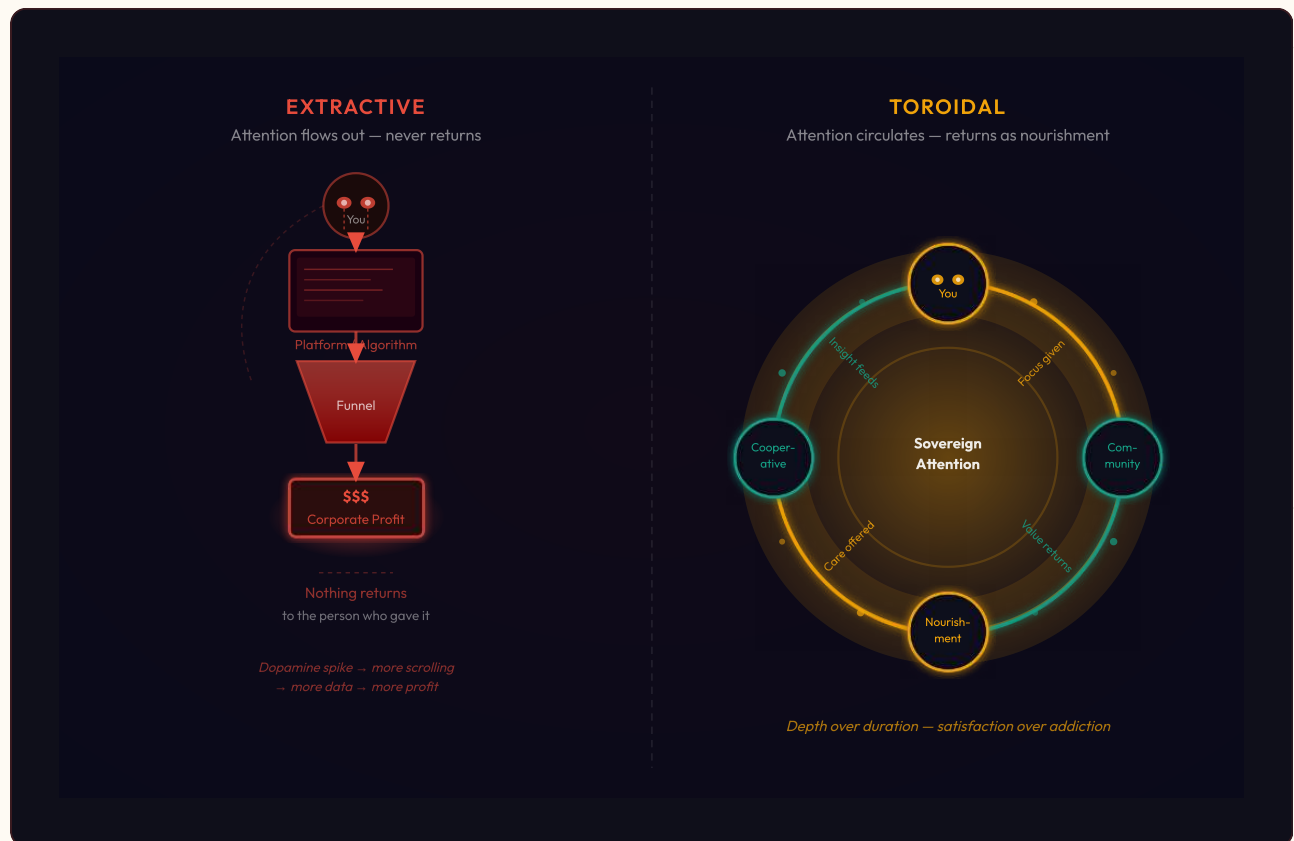 EXTRACTIVE
Attention flows out — never returns
You
Platform Algorithm
Funnel
$$$
Corporate Profit
Nothing returns
to the person who gave it
Dopamine spike → more scrolling
→ more data → more profit
TOROIDAL
Attention circulates — returns as nourishment
You
Insight feeds
Focus given
Cooper-
ative
Sovereign
Attention
Com-
munity
Care offered
Value returns
Nourish-
ment
Depth over duration — satisfaction over addiction